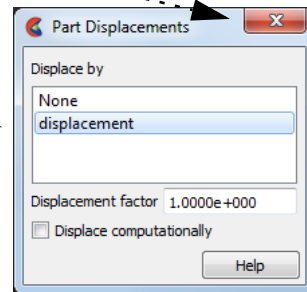 Part Displacements
Displace by
None
displacement
Displacement factor 1.0000e+000
Displace computationally
Help